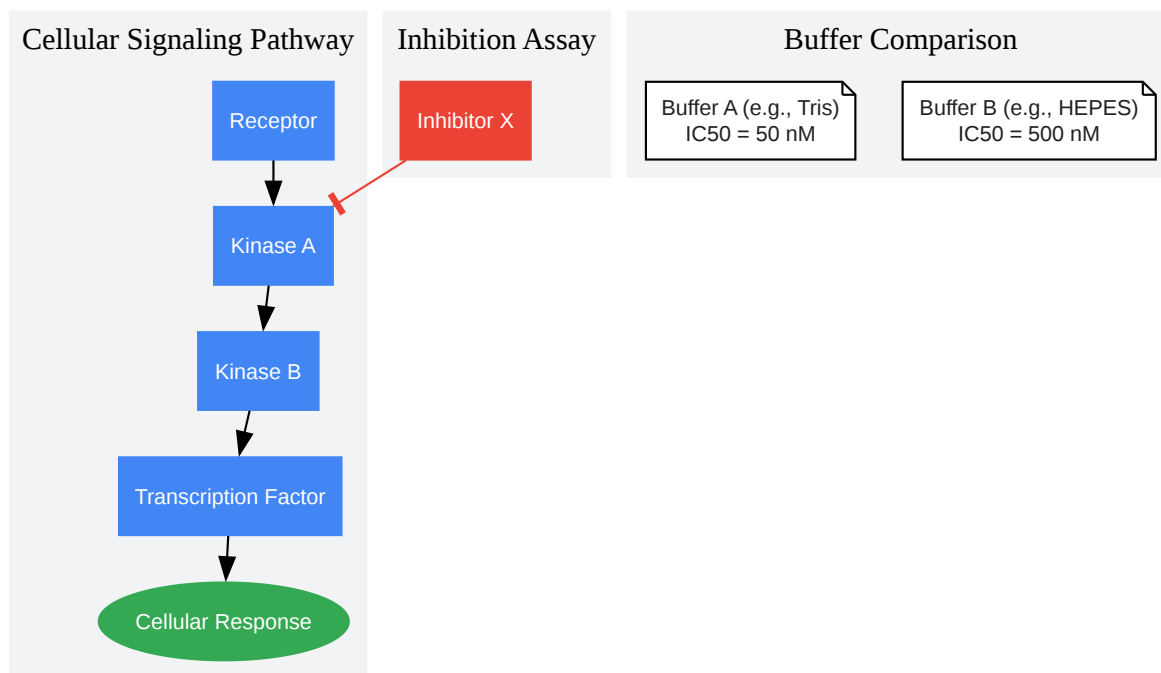 Cellular Signaling Pathway
Receptor
Kinase A
Kinase B
Transcription Factor
Cellular Response
Inhibition Assay
Inhibitor X
Buffer Comparison
Buffer A (e.g., Tris)
IC50 = 50 nM
Buffer B (e.g., HEPES)
IC50 = 500 nM